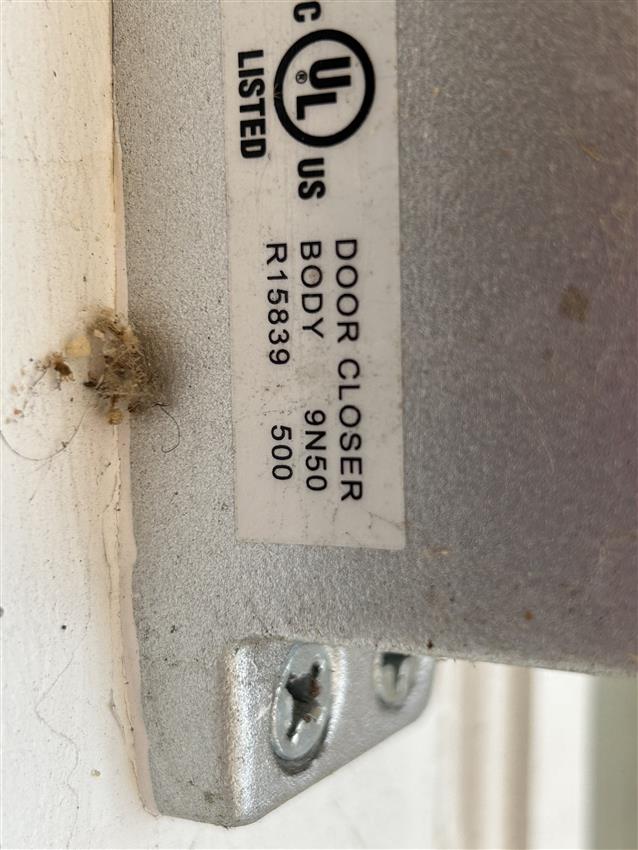 C UL® US
LISTED
DOOR CLOSER
BODY 9N50
R15839 500